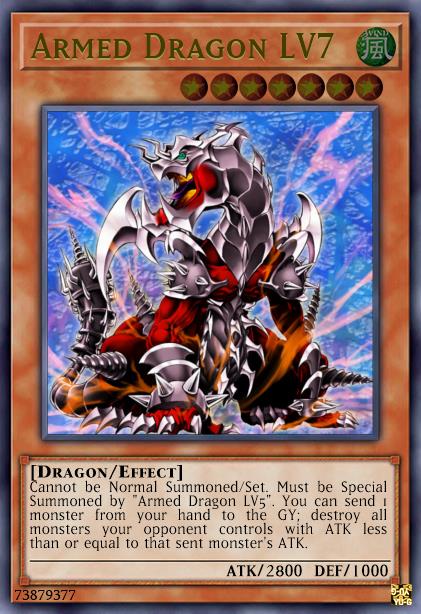 Armed Dragon LV7
WIND
風
[Dragon/Effect]
Cannot be Normal Summoned/Set. Must be Special
Summoned by "Armed Dragon LV5". You can send 1
monster from your hand to the GY; destroy all
monsters your opponent controls with ATK less
than or equal to that sent monster's ATK.
ATK/2800 DEF/1000
73879377